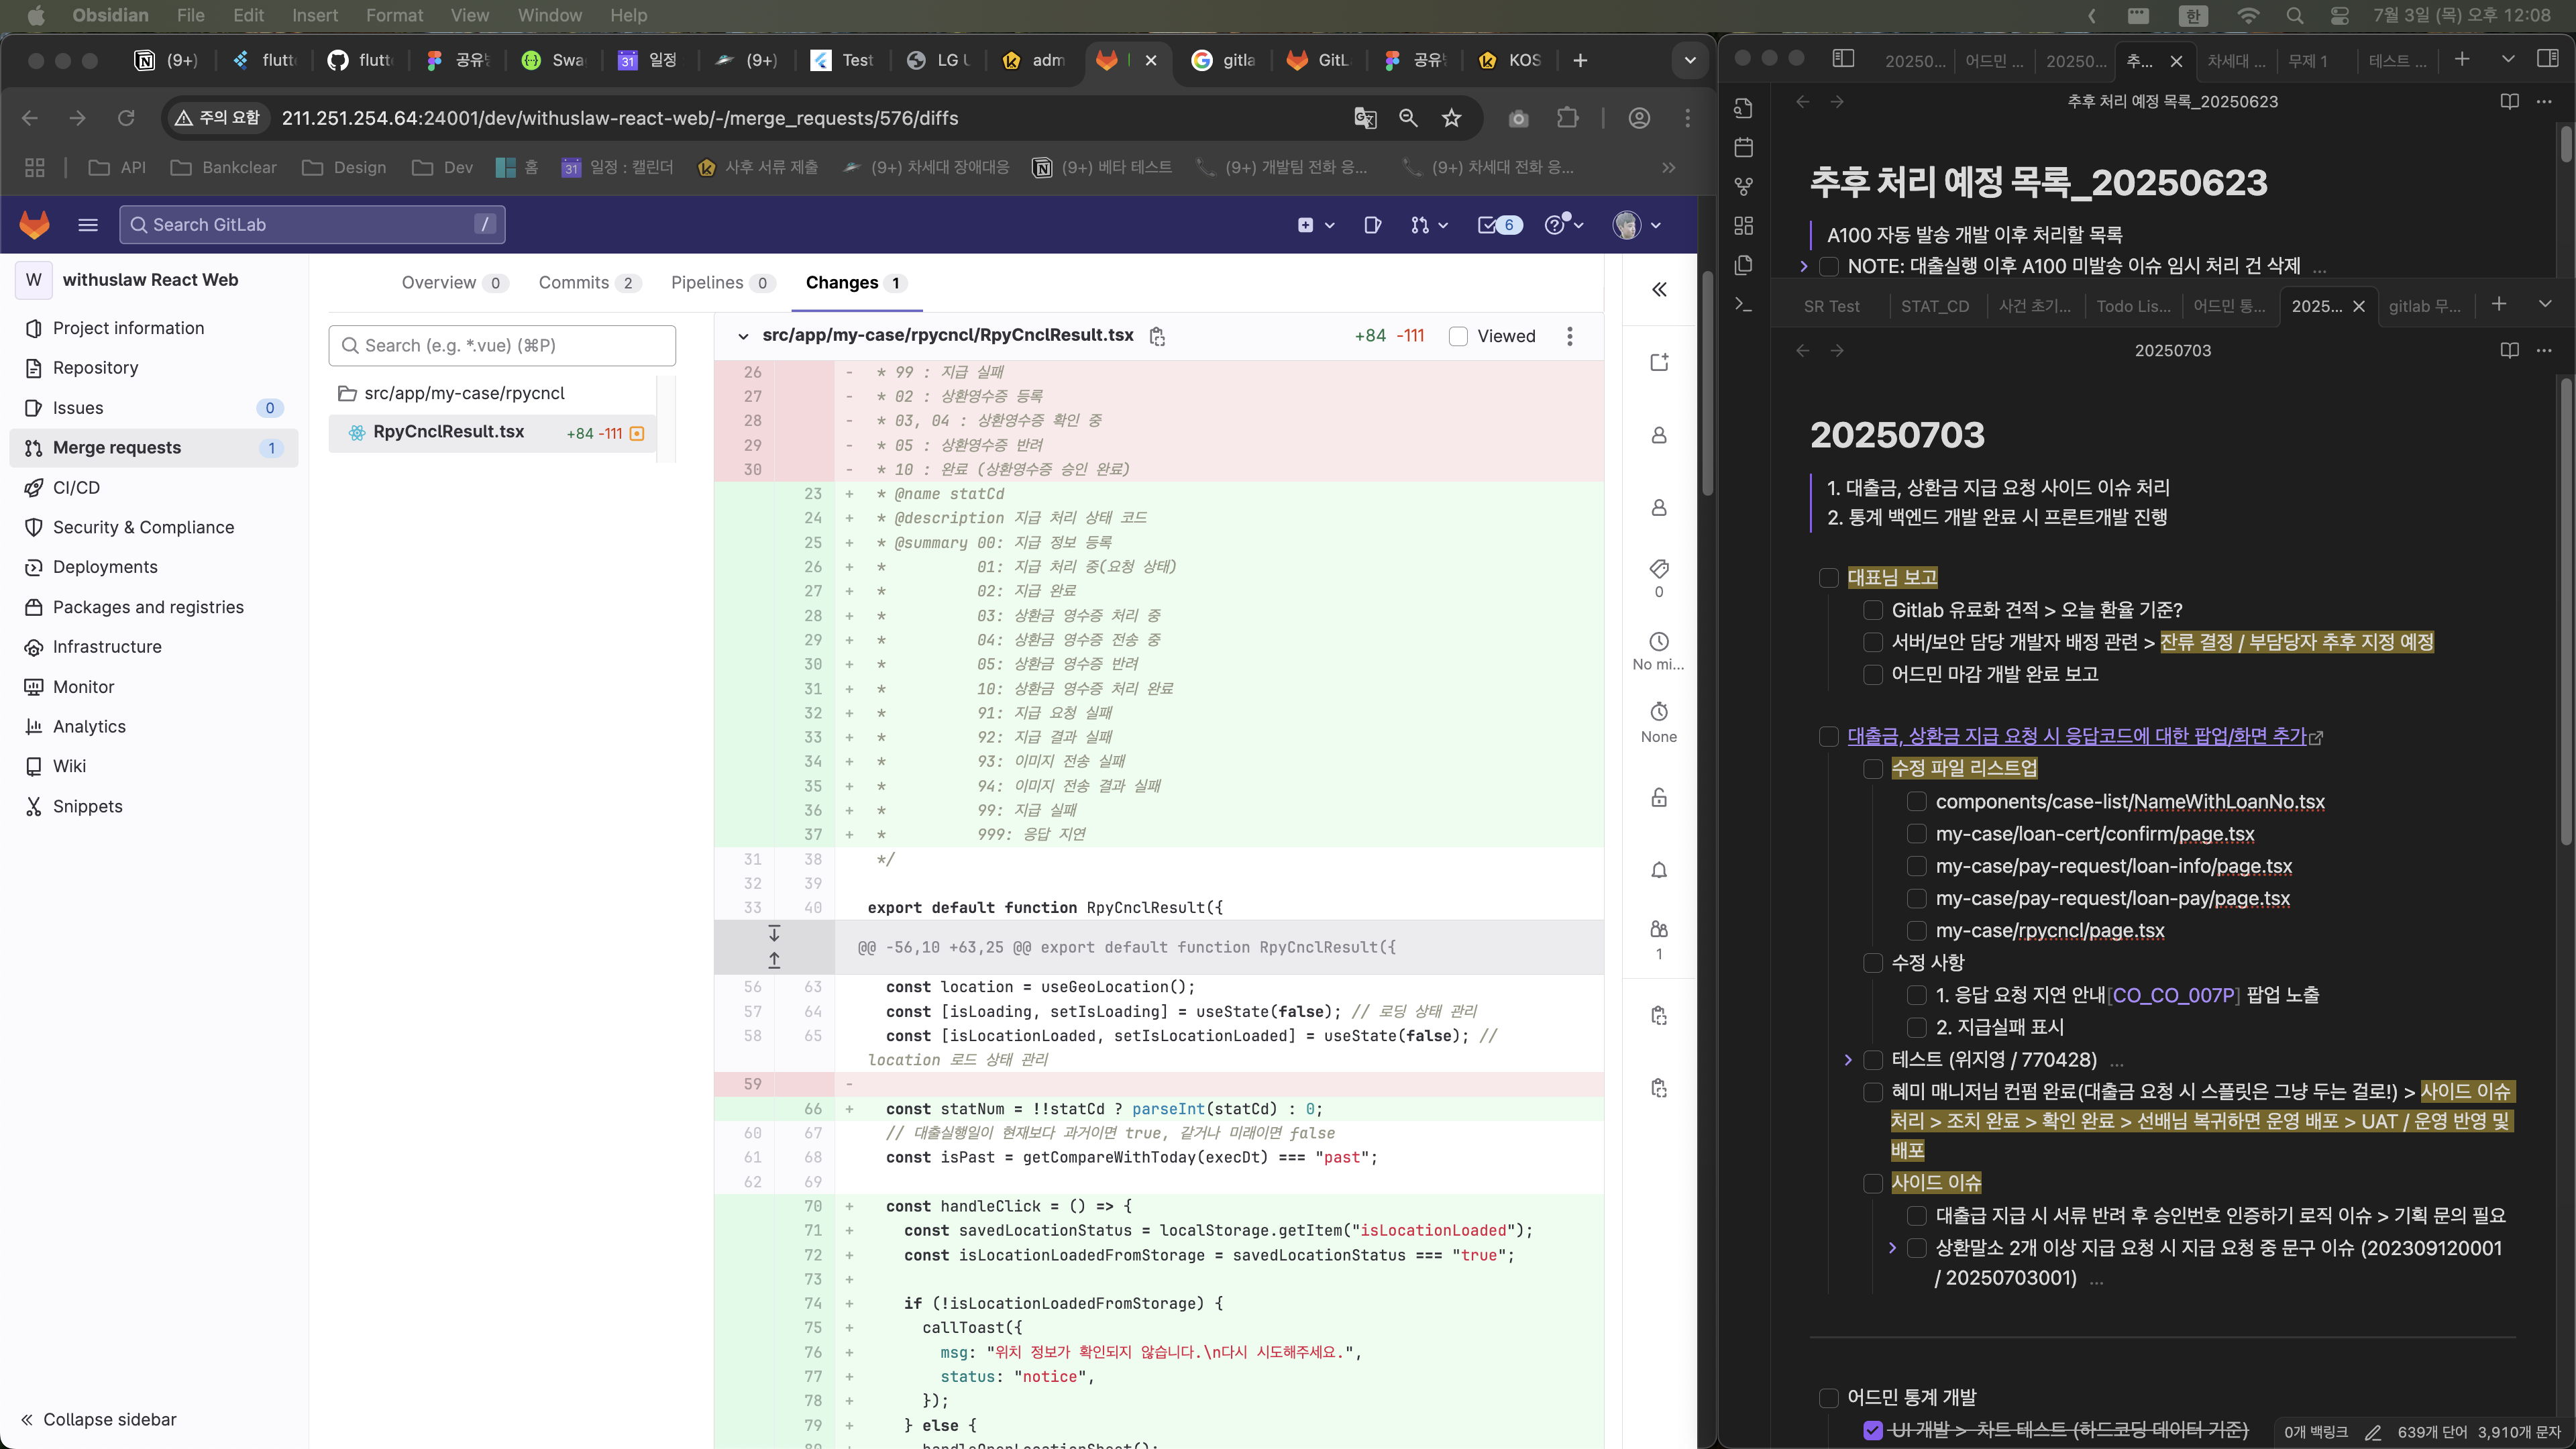 Obsidian File Edit Insert Format View Window Help
한 7월 3일 (목) 오후 12:08
(9+) flutt flutt 공유 Swa 31 일정 (9+) Test LG U adm gitla GitL 공유 KOS
주의 요함 211.251.254.64:24001/dev/withuslaw-react-web/-/merge_requests/576/diffs
API Bankclear Design Dev 홈 31 일정 : 캘린더 사후 서류 제출 (9+) 차세대 장애대응 (9+) 베타 테스트 (9+) 개발팀 전화 응... (9+) 차세대 전화 응...
Search GitLab /
6
W withuslaw React Web
Project information
Repository
Issues 0
Merge requests 1
CI/CD
Security & Compliance
Deployments
Packages and registries
Infrastructure
Monitor
Analytics
Wiki
Snippets
Collapse sidebar
Overview 0 Commits 2 Pipelines 0 Changes 1
Search (e.g. *.vue) (⌘P)
src/app/my-case/rpycncl
RpyCnclResult.tsx +84 -111
src/app/my-case/rpycncl/RpyCnclResult.tsx +84 -111 Viewed
26 - * 99 : 지급 실패
27 - * 02 : 상환영수증 등록
28 - * 03, 04 : 상환영수증 확인 중
29 - * 05 : 상환영수증 반려
30 - * 10 : 완료 (상환영수증 승인 완료)
23 + * @name statCd
24 + * @description 지급 처리 상태 코드
25 + * @summary 00: 지급 정보 등록
26 + * 01: 지급 처리 중(요청 상태)
27 + * 02: 지급 완료
28 + * 03: 상환금 영수증 처리 중
29 + * 04: 상환금 영수증 전송 중
30 + * 05: 상환금 영수증 반려
31 + * 10: 상환금 영수증 처리 완료
32 + * 91: 지급 요청 실패
33 + * 92: 지급 결과 실패
34 + * 93: 이미지 전송 실패
35 + * 94: 이미지 전송 결과 실패
36 + * 99: 지급 실패
37 + * 999: 응답 지연
31 38 */
32 39
33 40 export default function RpyCnclResult({
@@ -56,10 +63,25 @@ export default function RpyCnclResult({
56 63 const location = useGeoLocation();
57 64 const [isLoading, setIsLoading] = useState(false); // 로딩 상태 관리
58 65 const [isLocationLoaded, setIsLocationLoaded] = useState(false); //
location 로드 상태 관리
59 -
66 + const statNum = !!statCd ? parseInt(statCd) : 0;
60 67 // 대출실행일이 현재보다 과거이면 true, 같거나 미래이면 false
61 68 const isPast = getCompareWithToday(execDt) === "past";
62 69
70 + const handleClick = () => {
71 + const savedLocationStatus = localStorage.getItem("isLocationLoaded");
72 + const isLocationLoadedFromStorage = savedLocationStatus === "true";
73 +
74 + if (!isLocationLoadedFromStorage) {
75 + callToast({
76 + msg: "위치 정보가 확인되지 않습니다.\n다시 시도해주세요.",
77 + status: "notice",
78 + });
79 + } else {
0
No mi...
None
1
20250... 어드민 ... 20250... 추... 차세대 ... 무제 1 테스트 ...
추후 처리 예정 목록_20250623
추후 처리 예정 목록_20250623
A100 자동 발송 개발 이후 처리할 목록
NOTE: 대출실행 이후 A100 미발송 이슈 임시 처리 건 삭제 ...
SR Test STAT_CD 사건 초기... Todo Lis... 어드민 통... 2025... gitlab 무...
20250703
20250703
1. 대출금, 상환금 지급 요청 사이드 이슈 처리
2. 통계 백엔드 개발 완료 시 프론트개발 진행
대표님 보고
Gitlab 유료화 견적 > 오늘 환율 기준?
서버/보안 담당 개발자 배정 관련 > 잔류 결정 / 부담당자 추후 지정 예정
어드민 마감 개발 완료 보고
대출금, 상환금 지급 요청 시 응답코드에 대한 팝업/화면 추가
수정 파일 리스트업
components/case-list/NameWithLoanNo.tsx
my-case/loan-cert/confirm/page.tsx
my-case/pay-request/loan-info/page.tsx
my-case/pay-request/loan-pay/page.tsx
my-case/rpycncl/page.tsx
수정 사항
1. 응답 요청 지연 안내[CO_CO_007P] 팝업 노출
2. 지급실패 표시
테스트 (위지영 / 770428) ...
혜미 매니저님 컨펌 완료(대출금 요청 시 스플릿은 그냥 두는 걸로!) > 사이드 이슈
처리 > 조치 완료 > 확인 완료 > 선배님 복귀하면 운영 배포 > UAT / 운영 반영 및
배포
사이드 이슈
대출급 지급 시 서류 반려 후 승인번호 인증하기 로직 이슈 > 기획 문의 필요
상환말소 2개 이상 지급 요청 시 지급 요청 중 문구 이슈 (202309120001
/ 20250703001) ...
어드민 통계 개발
UI 개발 > 차트 테스트 (하드코딩 데이터 기준)
0개 백링크 639개 단어 3,910개 문자